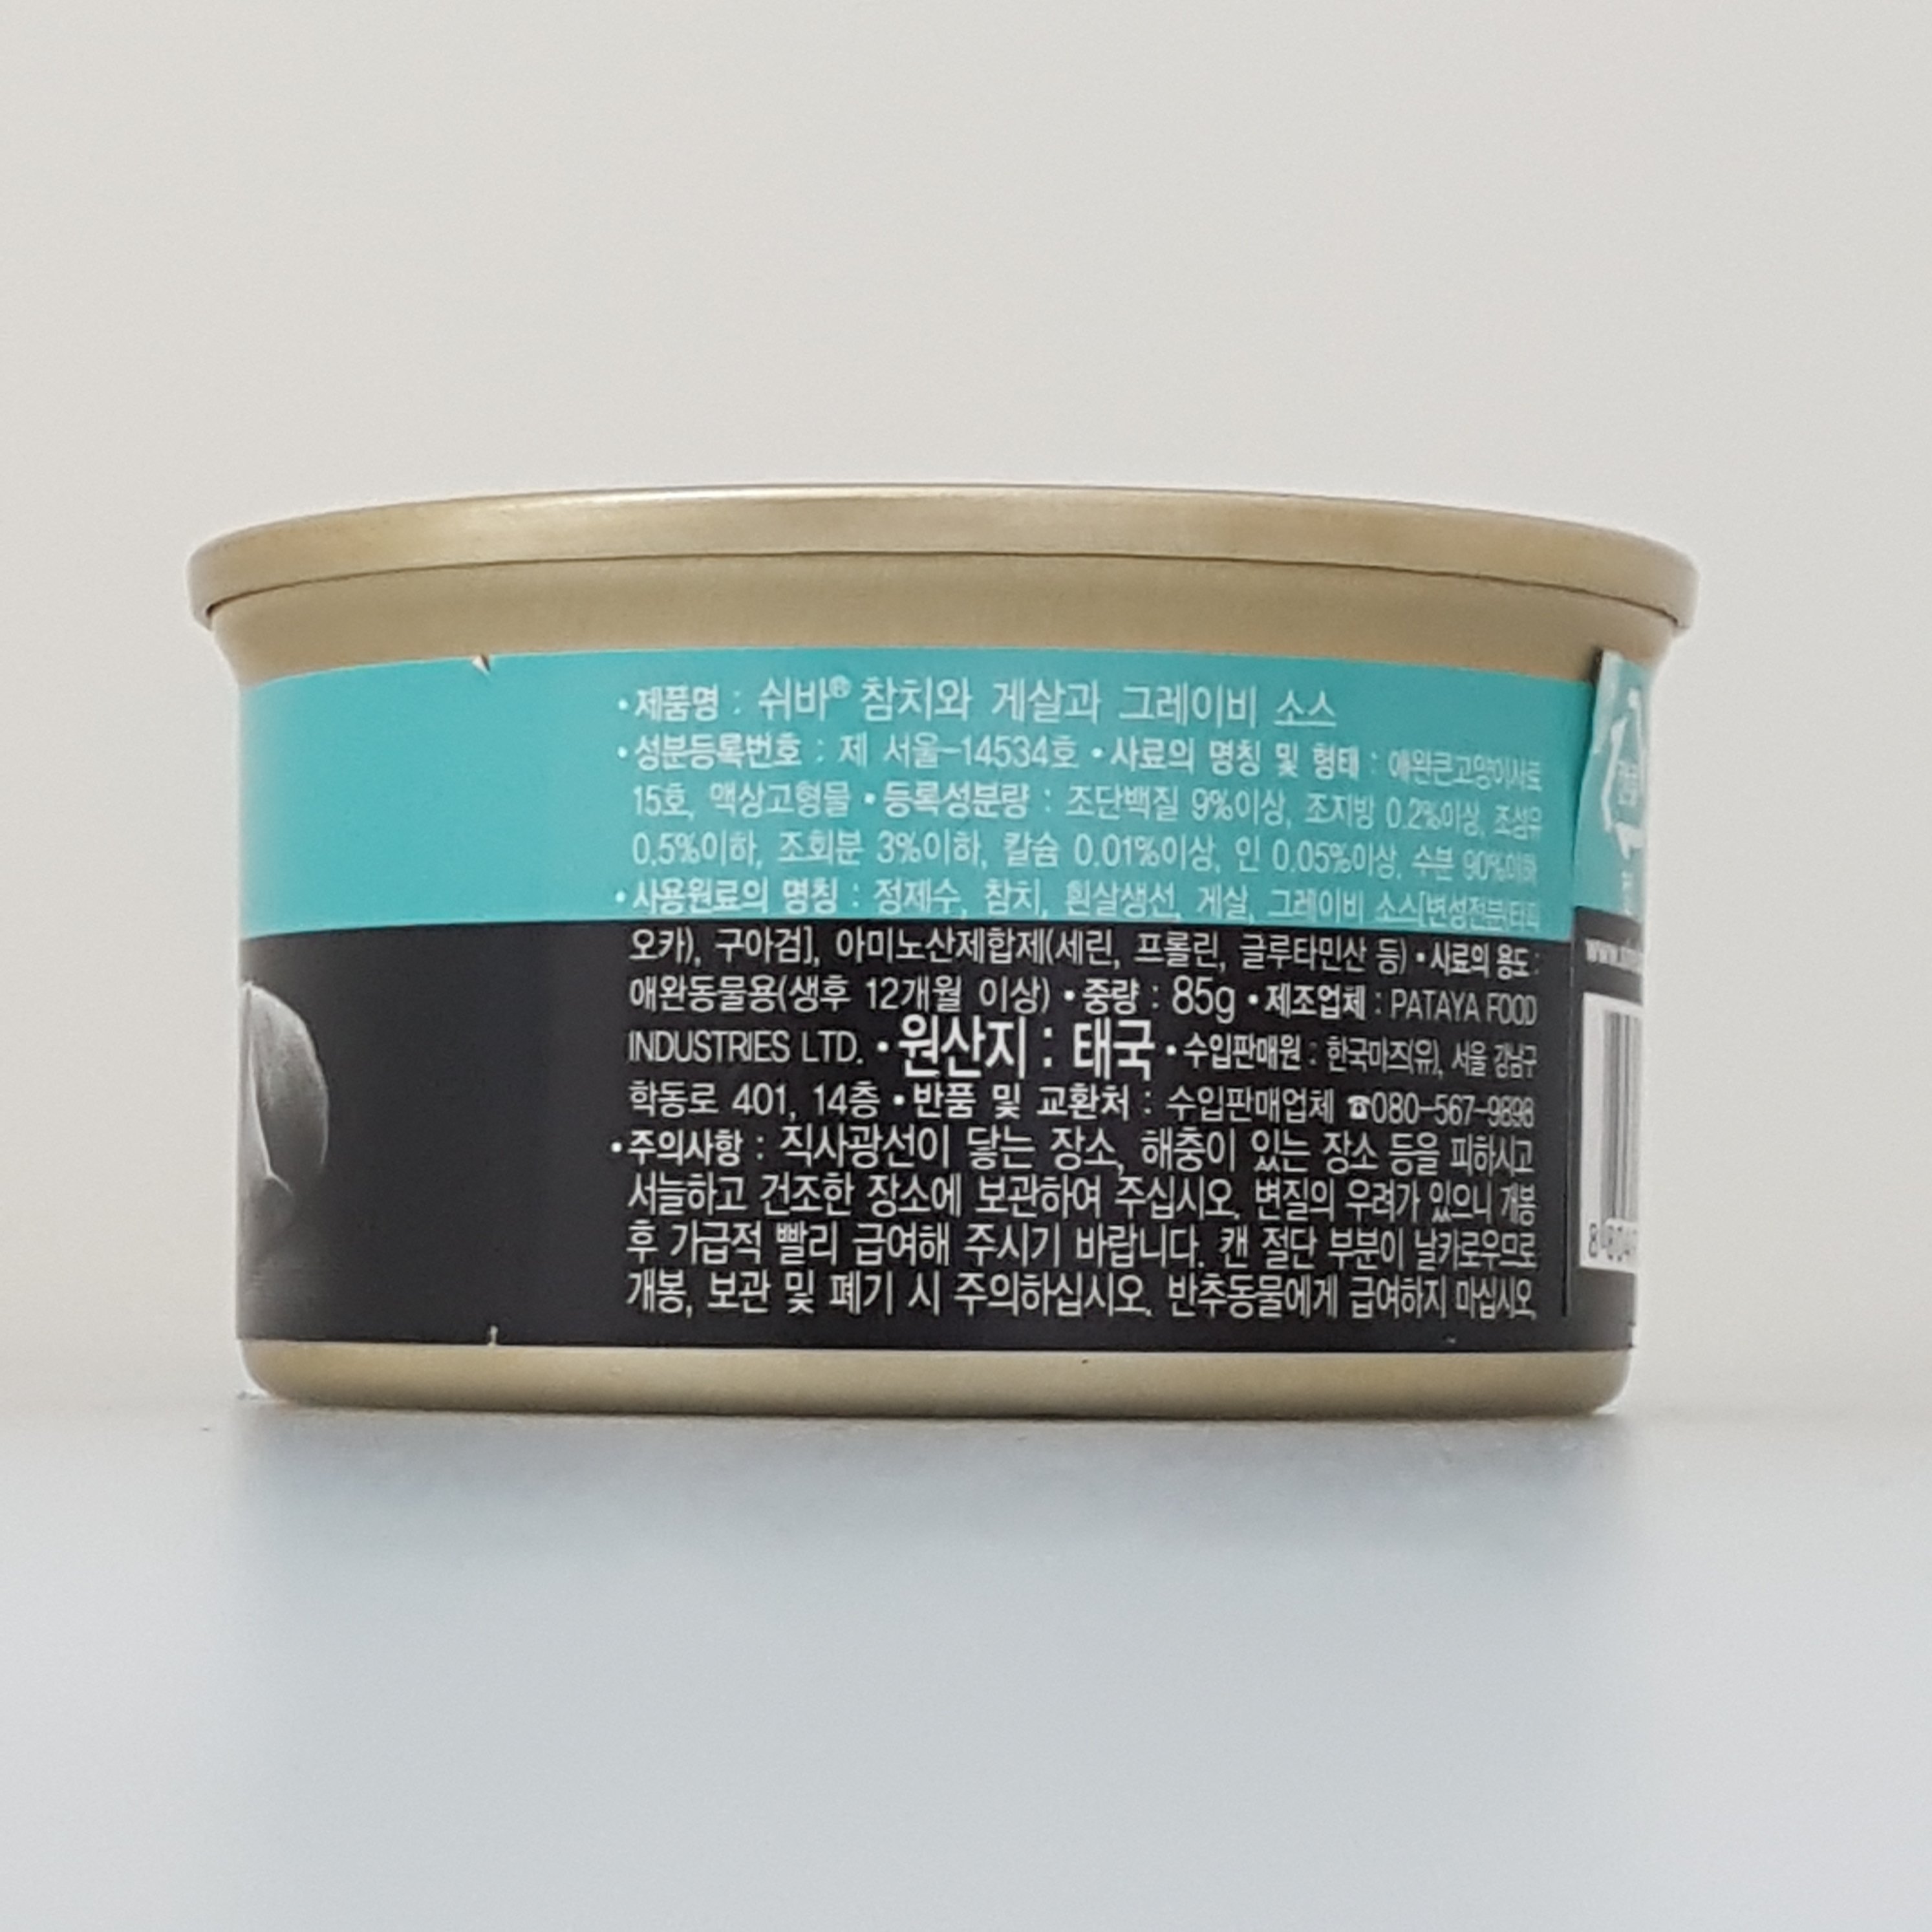 •제품명 : 쉬바® 참치와 게살과 그레이비 소스
•성분등록번호 : 제 서울-14534호 •사료의 명칭 및 형태 : 애완큰고양이사료
15호, 액상고형물 •등록성분량 : 조단백질 9%이상, 조지방 0.2%이상, 조섬유
0.5%이하, 조회분 3%이하, 칼슘 0.01%이상, 인 0.05%이상, 수분 90%이하
•사용원료의 명칭 : 정제수, 참치, 흰살생선, 게살, 그레이비 소스[변성전분(타피
오카), 구아검], 아미노산제합제(세린, 프롤린, 글루타민산 등) •사료의 용도 :
애완동물용(생후 12개월 이상) •중량 : 85g •제조업체 : PATAYA FOOD
INDUSTRIES LTD. •원산지 : 태국 •수입판매원 : 한국마즈(유), 서울 강남구
학동로 401, 14층 •반품 및 교환처 : 수입판매업체 ☎080-567-9898
•주의사항 : 직사광선이 닿는 장소, 해충이 있는 장소 등을 피하시고
서늘하고 건조한 장소에 보관하여 주십시오. 변질의 우려가 있으니 개봉
후 가급적 빨리 급여해 주시기 바랍니다. 캔 절단 부분이 날카로우므로
개봉, 보관 및 폐기 시 주의하십시오. 반추동물에게 급여하지 마십시오.